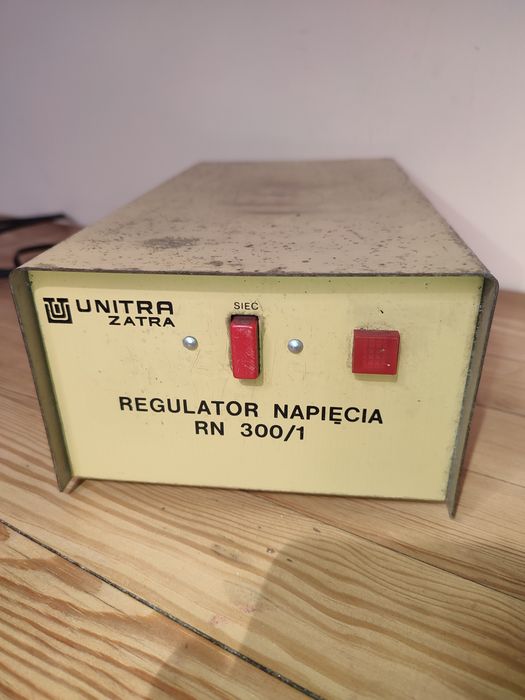 UNITRA
ZATRA
SIEĆ
REGULATOR NAPIĘCIA
RN 300/1